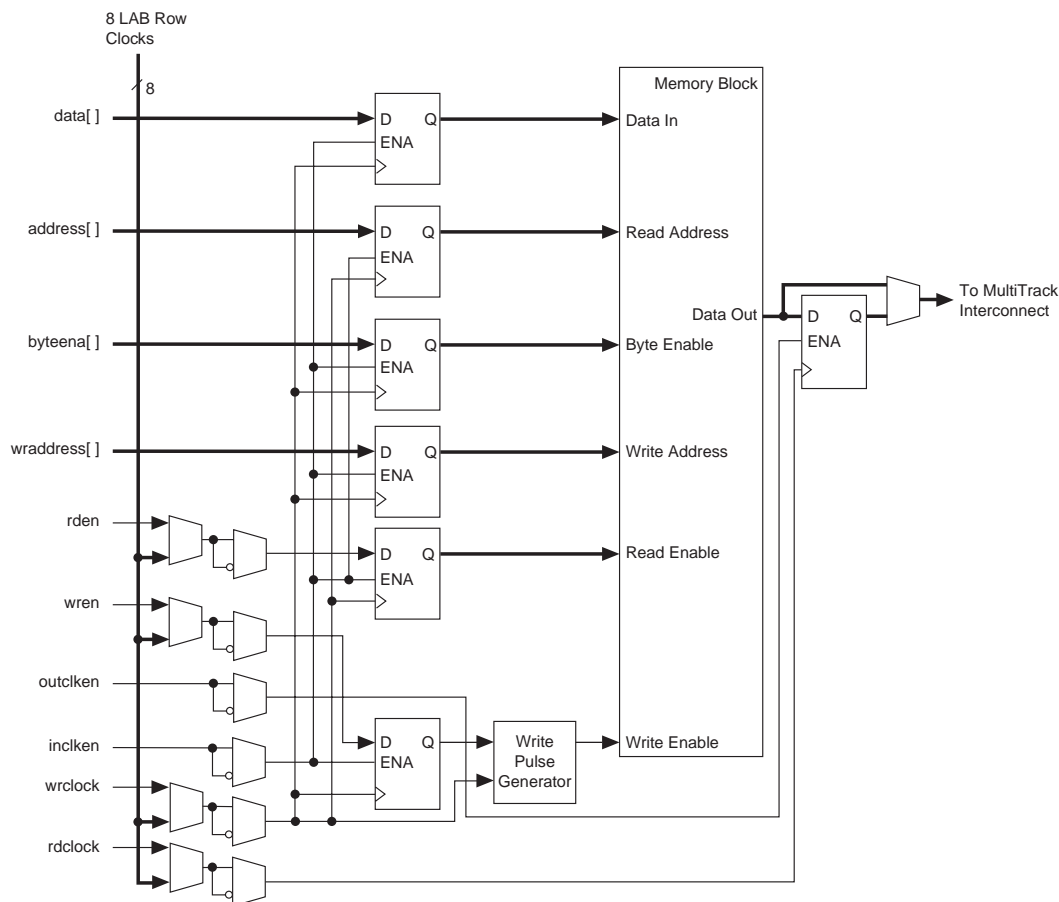 8 LAB Row
Clocks
8
Memory Block
data[ ]
D Q
ENA
Data In
address[ ]
D Q
ENA
Read Address
To MultiTrack
Interconnect
Data Out
D Q
ENA
byteena[ ]
D Q
ENA
Byte Enable
wraddress[ ]
D Q
ENA
Write Address
rden
D Q
ENA
Read Enable
wren
outclken
inclken
D Q
ENA
Write
Pulse
Generator
Write Enable
wrclock
rdclock